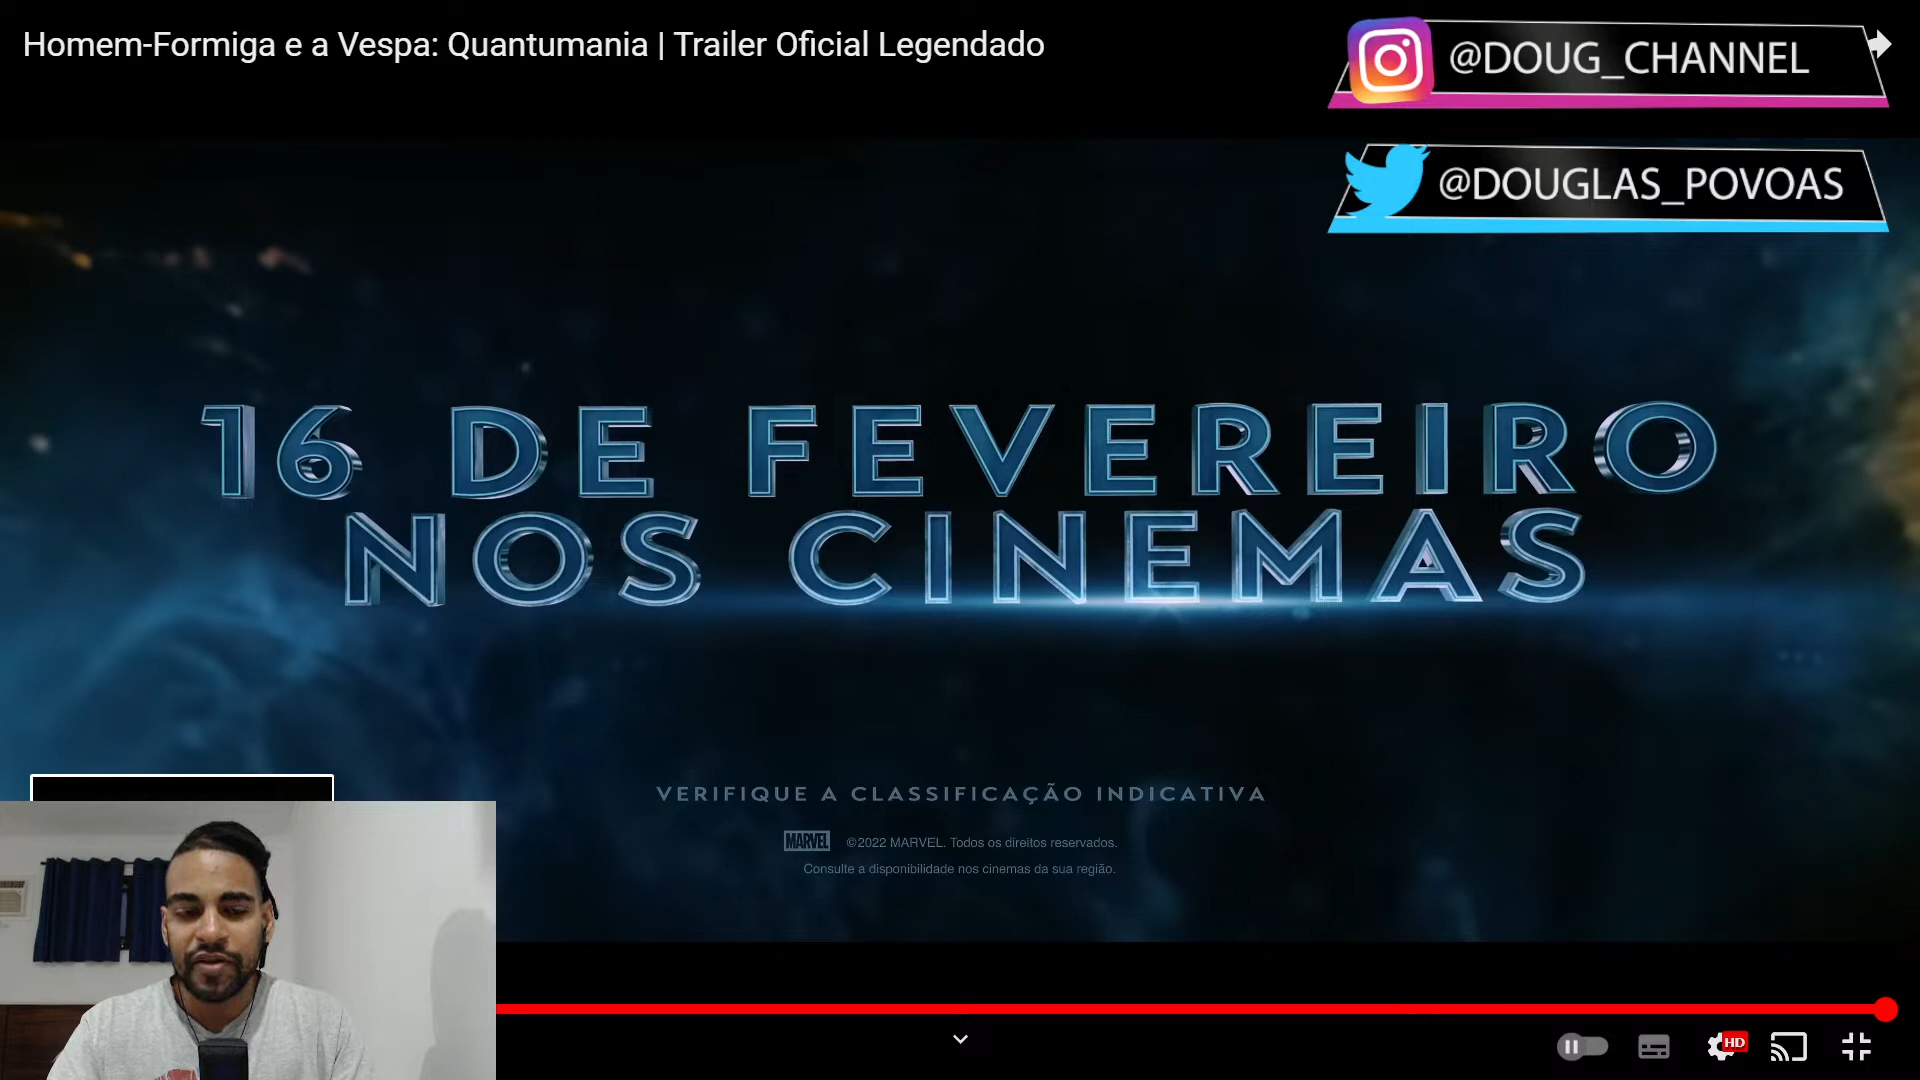 Homem-Formiga e a Vespa: Quantumania | Trailer Oficial Legendado
@DOUG_CHANNEL
@DOUGLAS_POVOAS
16 DE FEVEREIRO
NOS CINEMAS
VERIFIQUE A CLASSIFICAÇÃO INDICATIVA
MARVEL ©2022 MARVEL. Todos os direitos reservados.
Consulte a disponibilidade nos cinemas da sua região.
HD